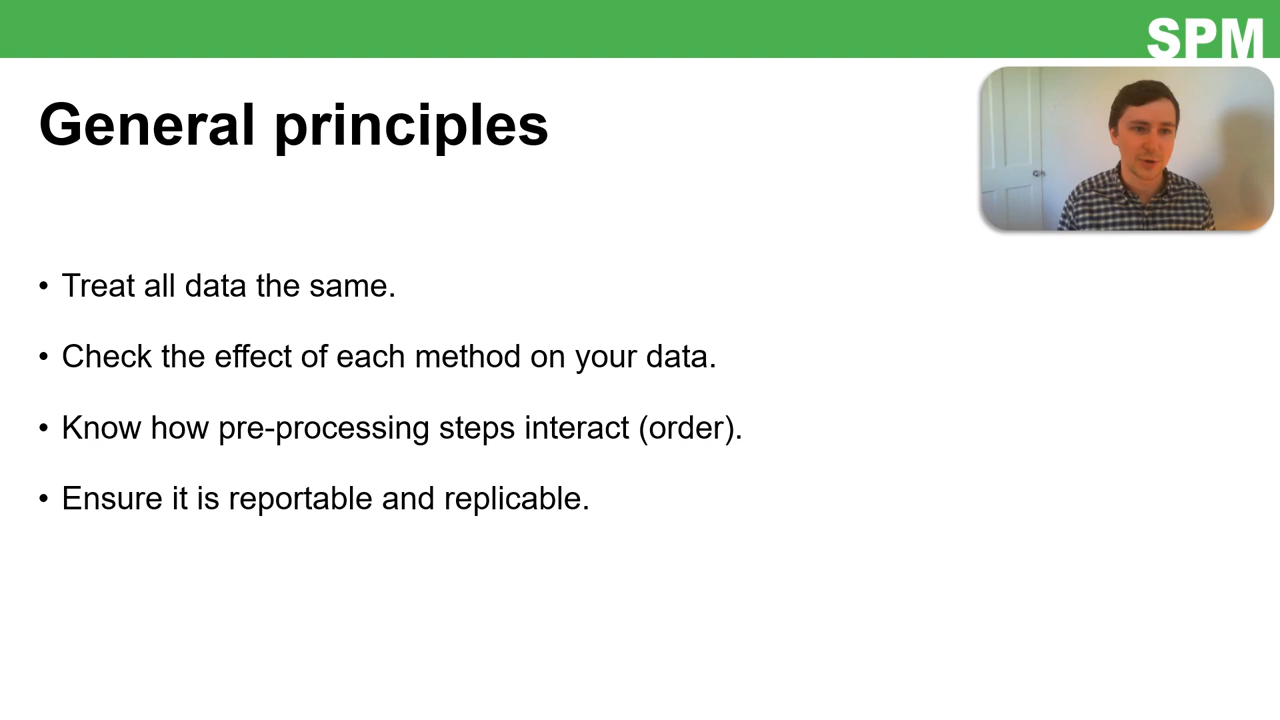 SPM
General principles
• Treat all data the same.
• Check the effect of each method on your data.
• Know how pre-processing steps interact (order).
• Ensure it is reportable and replicable.